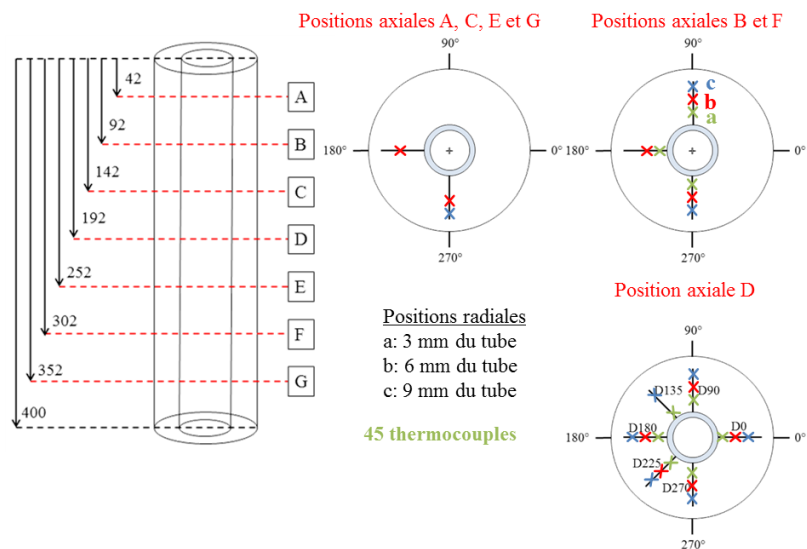 Positions axiales A, C, E et G
Positions axiales B et F
42
A
92
B
142
C
192
D
252
E
302
F
352
G
400
90°
180°
0°
270°
90°
c
b
a
180°
0°
270°
Positions radiales
a: 3 mm du tube
b: 6 mm du tube
c: 9 mm du tube
45 thermocouples
Position axiale D
90°
D135
D90
D180
D0
180°
0°
D225
D270
270°